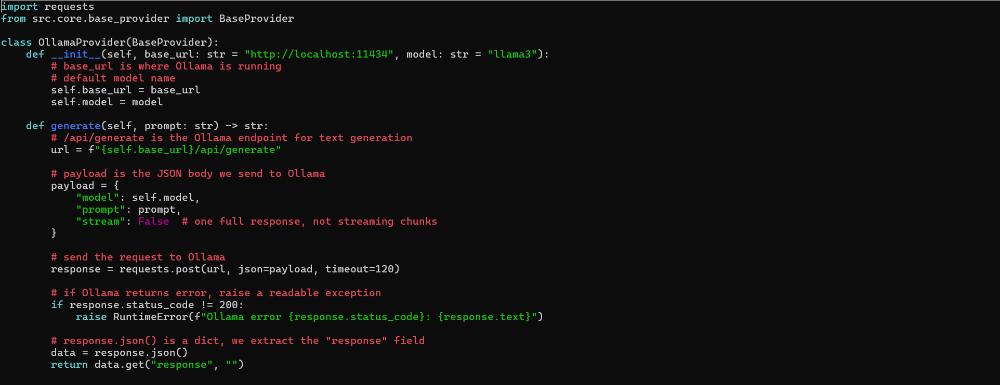 import requests
from src.core.base_provider import BaseProvider

class OllamaProvider(BaseProvider):
    def __init__(self, base_url: str = "http://localhost:11434", model: str = "llama3"):
        # base_url is where Ollama is running
        # default model name
        self.base_url = base_url
        self.model = model

    def generate(self, prompt: str) -> str:
        # /api/generate is the Ollama endpoint for text generation
        url = f"{self.base_url}/api/generate"

        # payload is the JSON body we send to Ollama
        payload = {
            "model": self.model,
            "prompt": prompt,
            "stream": False  # one full response, not streaming chunks
        }

        # send the request to Ollama
        response = requests.post(url, json=payload, timeout=120)

        # if Ollama returns error, raise a readable exception
        if response.status_code != 200:
            raise RuntimeError(f"Ollama error {response.status_code}: {response.text}")

        # response.json() is a dict, we extract the "response" field
        data = response.json()
        return data.get("response", "")